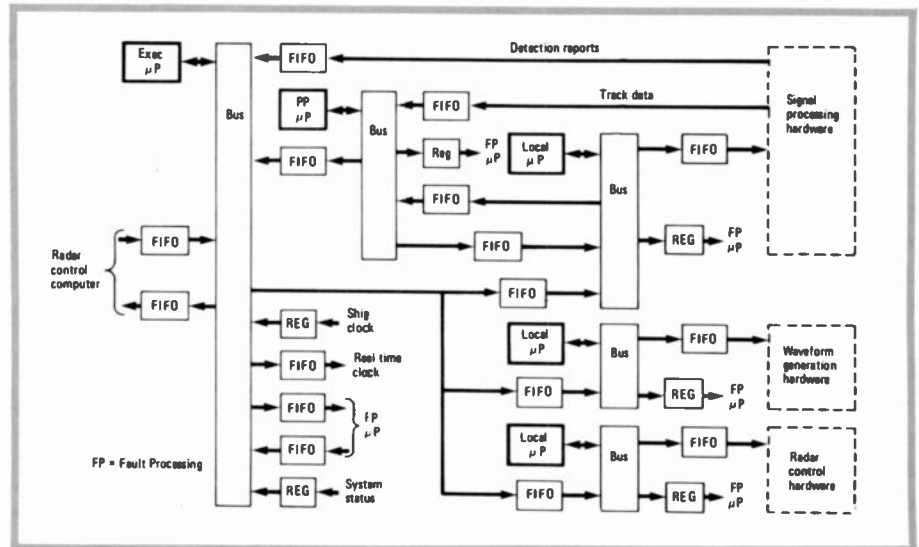 Exec
μP
Bus
FIFO
Detection reports
Signal
processing
hardware
PP
μP
Bus
FIFO
Track data
FIFO
Reg
FP
μP
Local
μP
Bus
FIFO
FIFO
REG
FP
μP
FIFO
Radar
control
computer
FIFO
FIFO
FIFO
REG
Ship
clock
FIFO
Real time
clock
FIFO
FP
μP
FIFO
REG
System
status
FP = Fault Processing
Local
μP
Bus
FIFO
Waveform
generation
hardware
FIFO
REG
FP
μP
Local
μP
Bus
FIFO
Radar
control
hardware
FIFO
REG
FP
μP